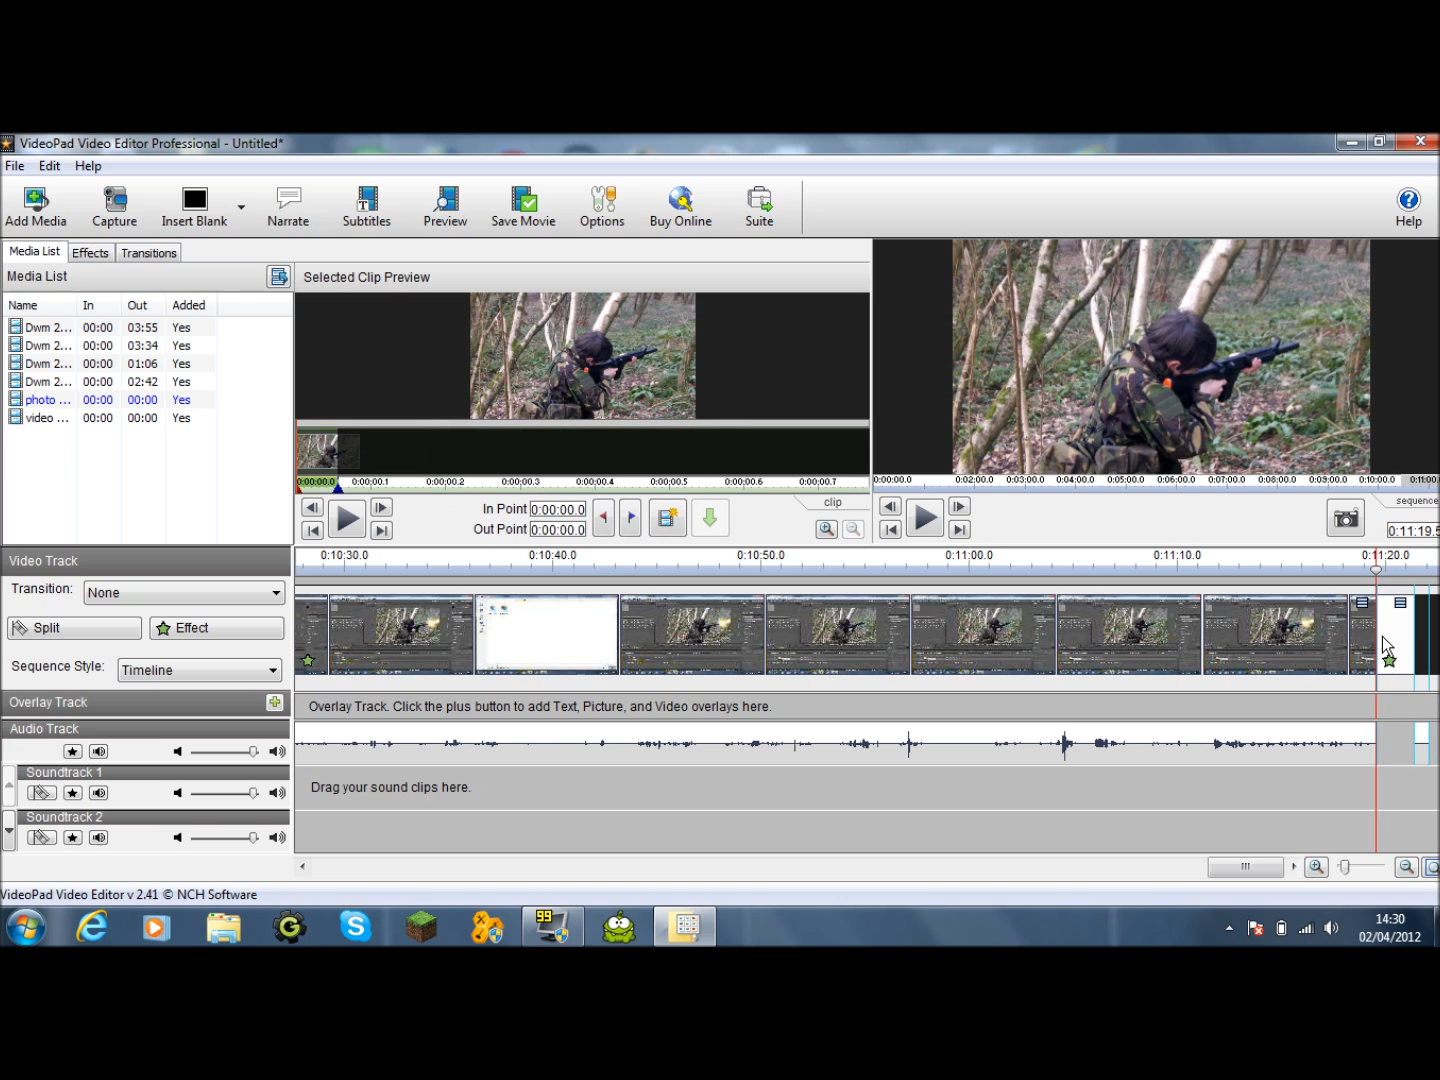 VideoPad Video Editor Professional - Untitled*
File Edit Help
Add Media Capture Insert Blank Narrate Subtitles Preview Save Movie Options Buy Online Suite Help
Media List Effects Transitions
Media List
Selected Clip Preview
Name In Out Added
Dwm 2... 00:00 03:55 Yes
Dwm 2... 00:00 03:34 Yes
Dwm 2... 00:00 01:06 Yes
Dwm 2... 00:00 02:42 Yes
photo ... 00:00 00:00 Yes
video ... 00:00 00:00 Yes
0:00:00.0 0:00:00.1 0:00:00.2 0:00:00.3 0:00:00.4 0:00:00.5 0:00:00.6 0:00:00.7
0:00:00.0 0:02:00.0 0:03:00.0 0:04:00.0 0:05:00.0 0:06:00.0 0:07:00.0 0:08:00.0 0:09:00.0 0:10:00.0 0:11:00.
In Point 0:00:00.0
Out Point 0:00:00.0
clip
sequence
0:11:19.5
Video Track
0:10:30.0 0:10:40.0 0:10:50.0 0:11:00.0 0:11:10.0 0:11:20.0
Transition: None
Split Effect
Sequence Style: Timeline
Overlay Track
Overlay Track. Click the plus button to add Text, Picture, and Video overlays here.
Audio Track
Soundtrack 1
Drag your sound clips here.
Soundtrack 2
VideoPad Video Editor v 2.41 © NCH Software
99
14:30
02/04/2012